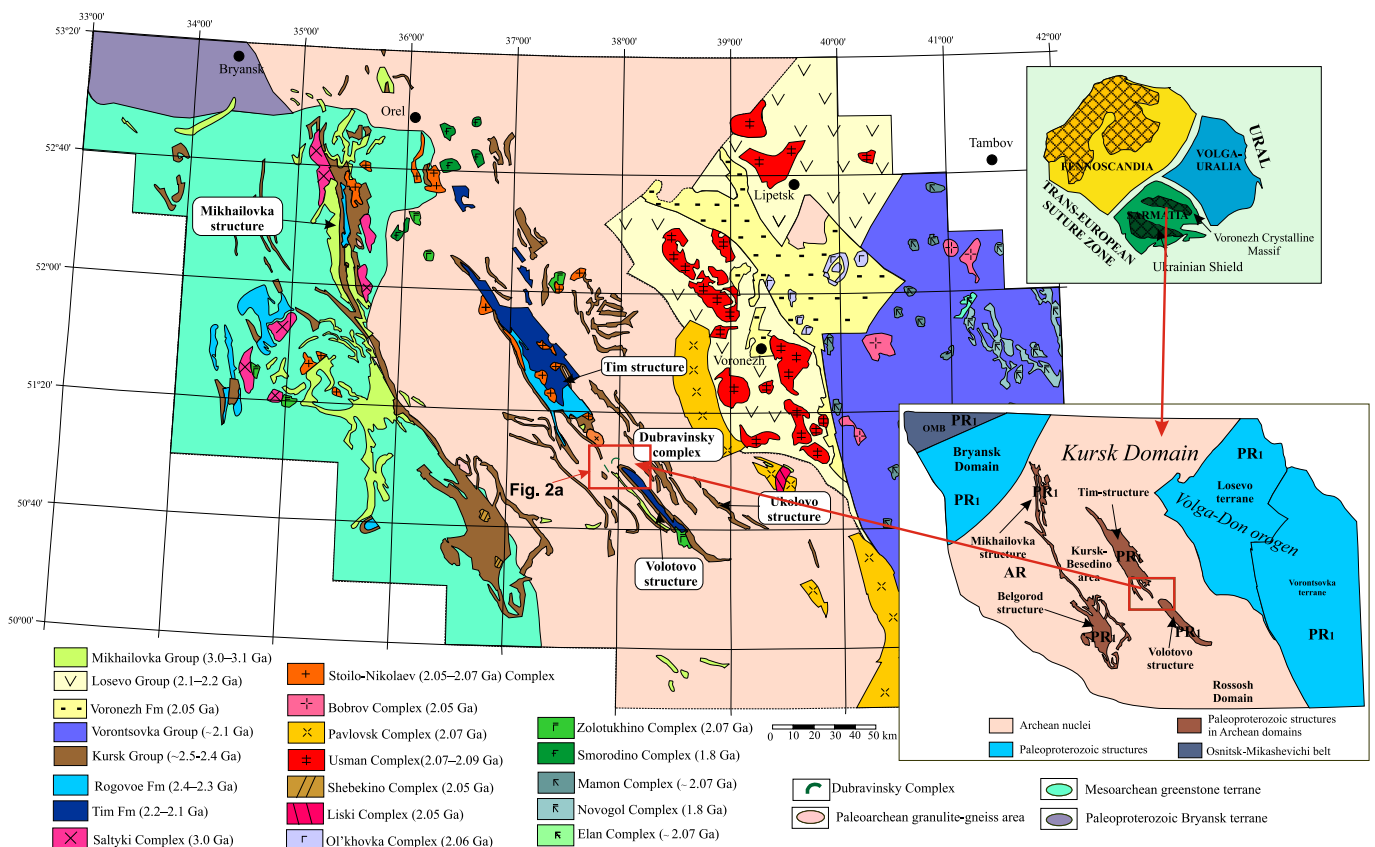 33°00'
34°00'
35°00'
36°00'
37°00'
38°00'
39°00'
40°00'
41°00'
42°00'
53°20'
52°40'
52°00'
51°20'
50°40'
50°00'
Bryansk
Orel
Tambov
Lipetsk
Voronezh
Mikhailovka
structure
Tim structure
Dubravinsky
complex
Fig. 2a
Ukolovo
structure
Volotovo
structure
FENNOSCANDIA
VOLGA-
URALIA
URAL
SARMATIA
TRANS-EUROPEAN
SUTURE ZONE
Voronezh Crystalline
Massif
Ukrainian Shield
OMB PR1
Bryansk
Domain
PR1
Kursk Domain
PR1
Losevo
terrane
Tim-structure
PR1
Volga-Don orogen
Mikhailovka
structure
Kursk-
Besedino
area
PR1
AR
Belgorod
structure
PR1
PR1
Volotovo
structure
Vorontsovka
terrane
PR1
Rossosh
Domain
Archean nuclei
Paleoproterozoic structures
Paleoproterozoic structures
in Archean domains
Osnitsk-Mikashevichi belt
Mikhailovka Group (3.0–3.1 Ga)
Losevo Group (2.1–2.2 Ga)
Voronezh Fm (2.05 Ga)
Vorontsovka Group (~2.1)
Kursk Group (~2.5-2.4 Ga)
Rogovoe Fm (2.4–2.3 Ga)
Tim Fm (2.2–2.1 Ga)
Saltyki Complex (3.0 Ga)
Stoilo-Nikolaev (2.05–2.07 Ga) Complex
Bobrov Complex (2.05 Ga)
Pavlovsk Complex (2.07 Ga)
Usman Complex(2.07–2.09 Ga)
Shebekino Complex (2.05 Ga)
Liski Complex (2.05 Ga)
Ol'khovka Complex (2.06 Ga)
Zolotukhino Complex (2.07 Ga)
Smorodino Complex (1.8 Ga)
Mamon Complex (~2.07 Ga)
Novogol Complex (1.8 Ga)
Elan Complex (~2.07 Ga)
0 10 20 30 40 50 km
Dubravinsky Complex
Paleoarchean granulite-gneiss area
Mesoarchean greenstone terrane
Paleoproterozoic Bryansk terrane